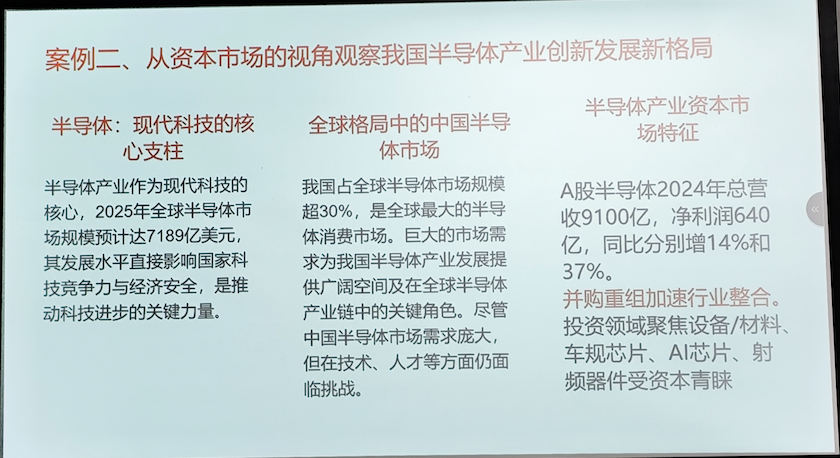 案例二、从资本市场的视角观察我国半导体产业创新发展新格局
半导体：现代科技的核
心支柱
半导体产业作为现代科技的
核心，2025年全球半导体市
场规模预计达7189亿美元，
其发展水平直接影响国家科
技竞争力与经济安全，是推
动科技进步的关键力量。
全球格局中的中国半导
体市场
我国占全球半导体市场规模
超30%，是全球最大的半导
体消费市场。巨大的市场需
求为我国半导体产业发展提
供广阔空间及在全球半导体
产业链中的关键角色。尽管
中国半导体市场需求庞大，
但在技术、人才等方面仍面
临挑战。
半导体产业资本市
场特征
A股半导体2024年总营
收9100亿，净利润640
亿，同比分别增14%和
37%。
并购重组加速行业整合。
投资领域聚焦设备/材料、
车规芯片、AI芯片、射
频器件受资本青睐